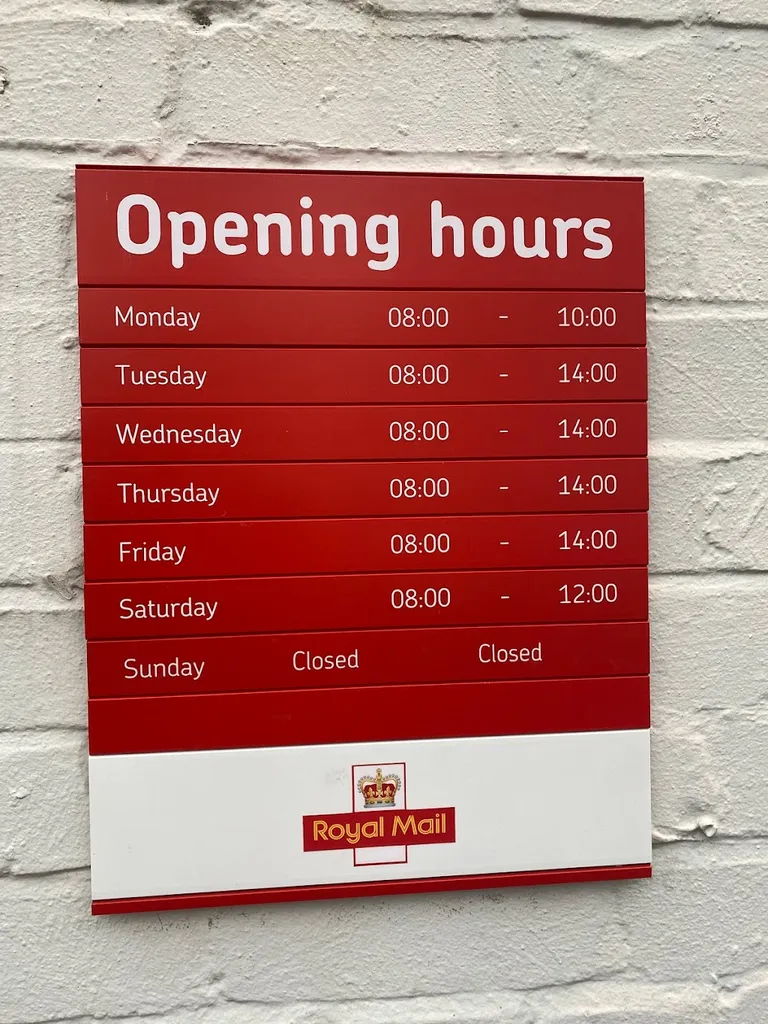 Opening hours
Monday 08:00 - 10:00
Tuesday 08:00 - 14:00
Wednesday 08:00 - 14:00
Thursday 08:00 - 14:00
Friday 08:00 - 14:00
Saturday 08:00 - 12:00
Sunday Closed Closed
Royal Mail